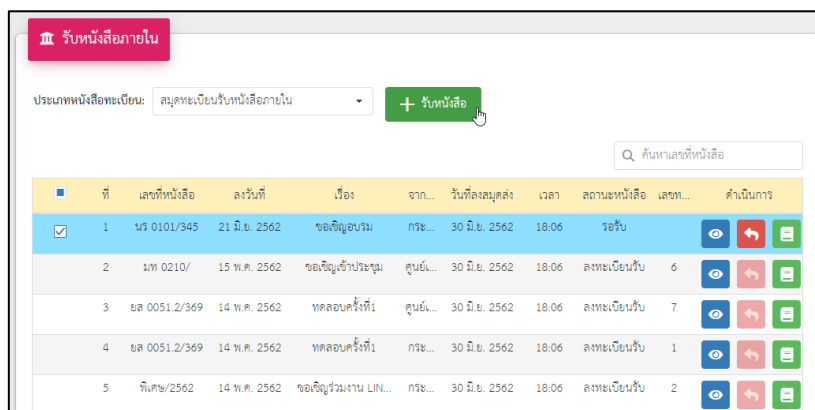 รับหนังสือภายใน
ประเภทหนังสือทะเบียน: สมุดทะเบียนรับหนังสือภายใน + รับหนังสือ
ค้นหาเลขที่หนังสือ
ที่ เลขที่หนังสือ ลงวันที่ เรื่อง จาก... วันที่ลงสมุดส่ง เวลา สถานะหนังสือ เลขท... ดำเนินการ
1 นร 0101/345 21 มิ.ย. 2562 ขอเชิญอบรม กระ... 30 มิ.ย. 2562 18:06 รอรับ
2 มท 0210/ 15 พ.ค. 2562 ขอเชิญเข้าประชุม ศูนย์เ... 30 มิ.ย. 2562 18:06 ลงทะเบียนรับ 6
3 ยส 0051.2/369 14 พ.ค. 2562 ทดสอบครั้งที่1 ศูนย์เ... 30 มิ.ย. 2562 18:06 ลงทะเบียนรับ 7
4 ยส 0051.2/369 14 พ.ค. 2562 ทดสอบครั้งที่1 กระ... 30 มิ.ย. 2562 18:06 ลงทะเบียนรับ 1
5 พิเศษ/2562 14 พ.ค. 2562 ขอเชิญร่วมงาน LIN... กระ... 30 มิ.ย. 2562 18:06 ลงทะเบียนรับ 2